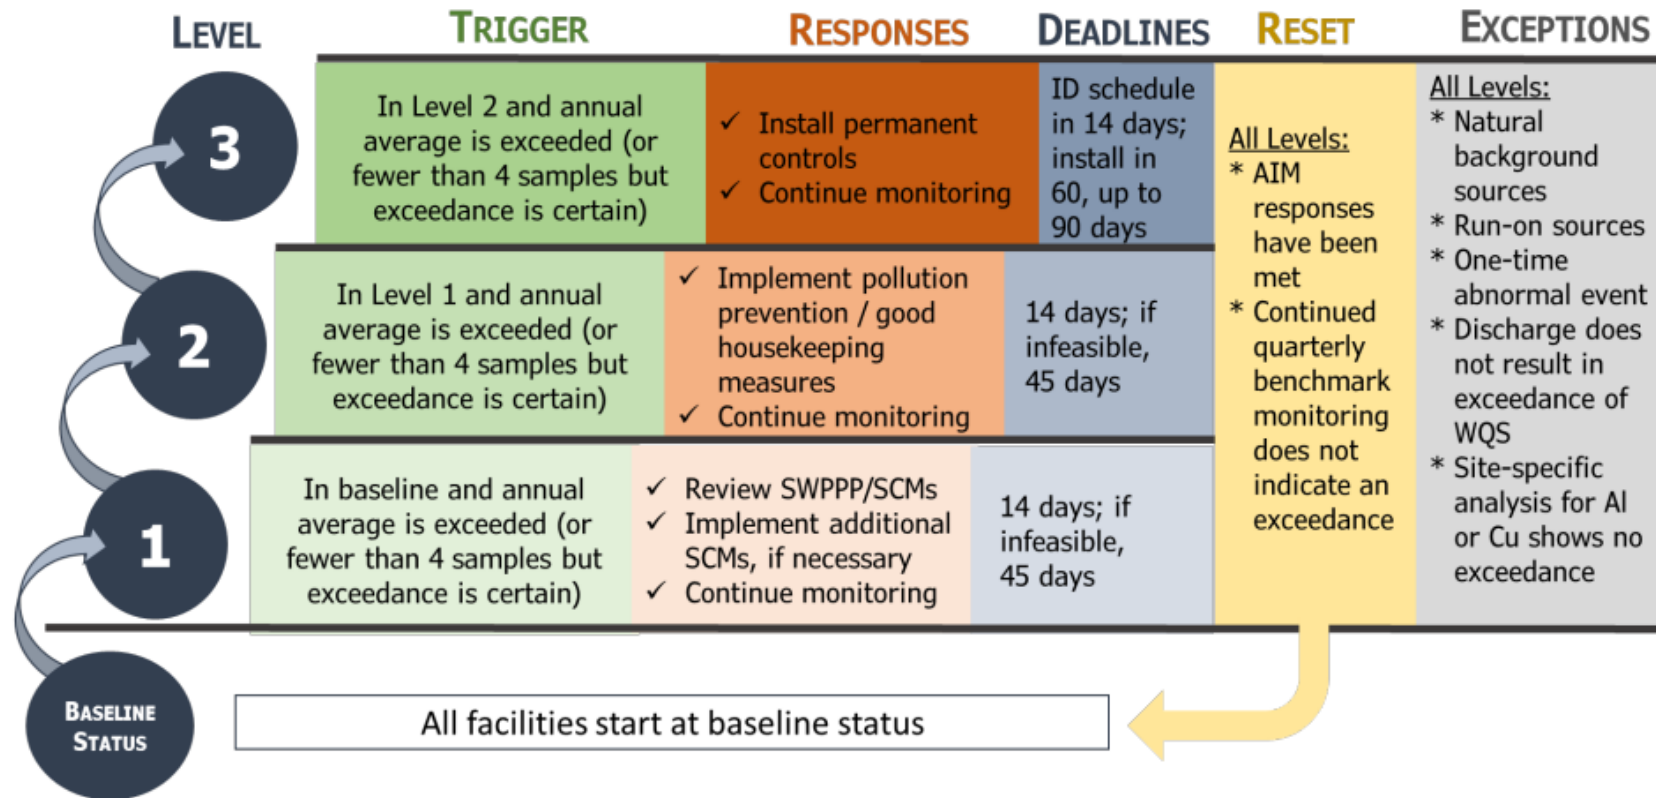 LEVEL
TRIGGER
RESPONSES
DEADLINES
RESET
EXCEPTIONS
3
In Level 2 and annual
average is exceeded (or
fewer than 4 samples but
exceedance is certain)
✓ Install permanent
controls
✓ Continue monitoring
ID schedule
in 14 days;
install in
60, up to
90 days
2
In Level 1 and annual
average is exceeded (or
fewer than 4 samples but
exceedance is certain)
✓ Implement pollution
prevention / good
housekeeping
measures
✓ Continue monitoring
14 days; if
infeasible,
45 days
1
In baseline and annual
average is exceeded (or
fewer than 4 samples but
exceedance is certain)
✓ Review SWPPP/SCMs
✓ Implement additional
SCMs, if necessary
✓ Continue monitoring
14 days; if
infeasible,
45 days
All Levels:
* AIM
responses
have been
met
* Continued
quarterly
benchmark
monitoring
does not
indicate an
exceedance
All Levels:
* Natural
background
sources
* Run-on sources
* One-time
abnormal event
* Discharge does
not result in
exceedance of
WQS
* Site-specific
analysis for Al
or Cu shows no
exceedance
BASELINE
STATUS
All facilities start at baseline status